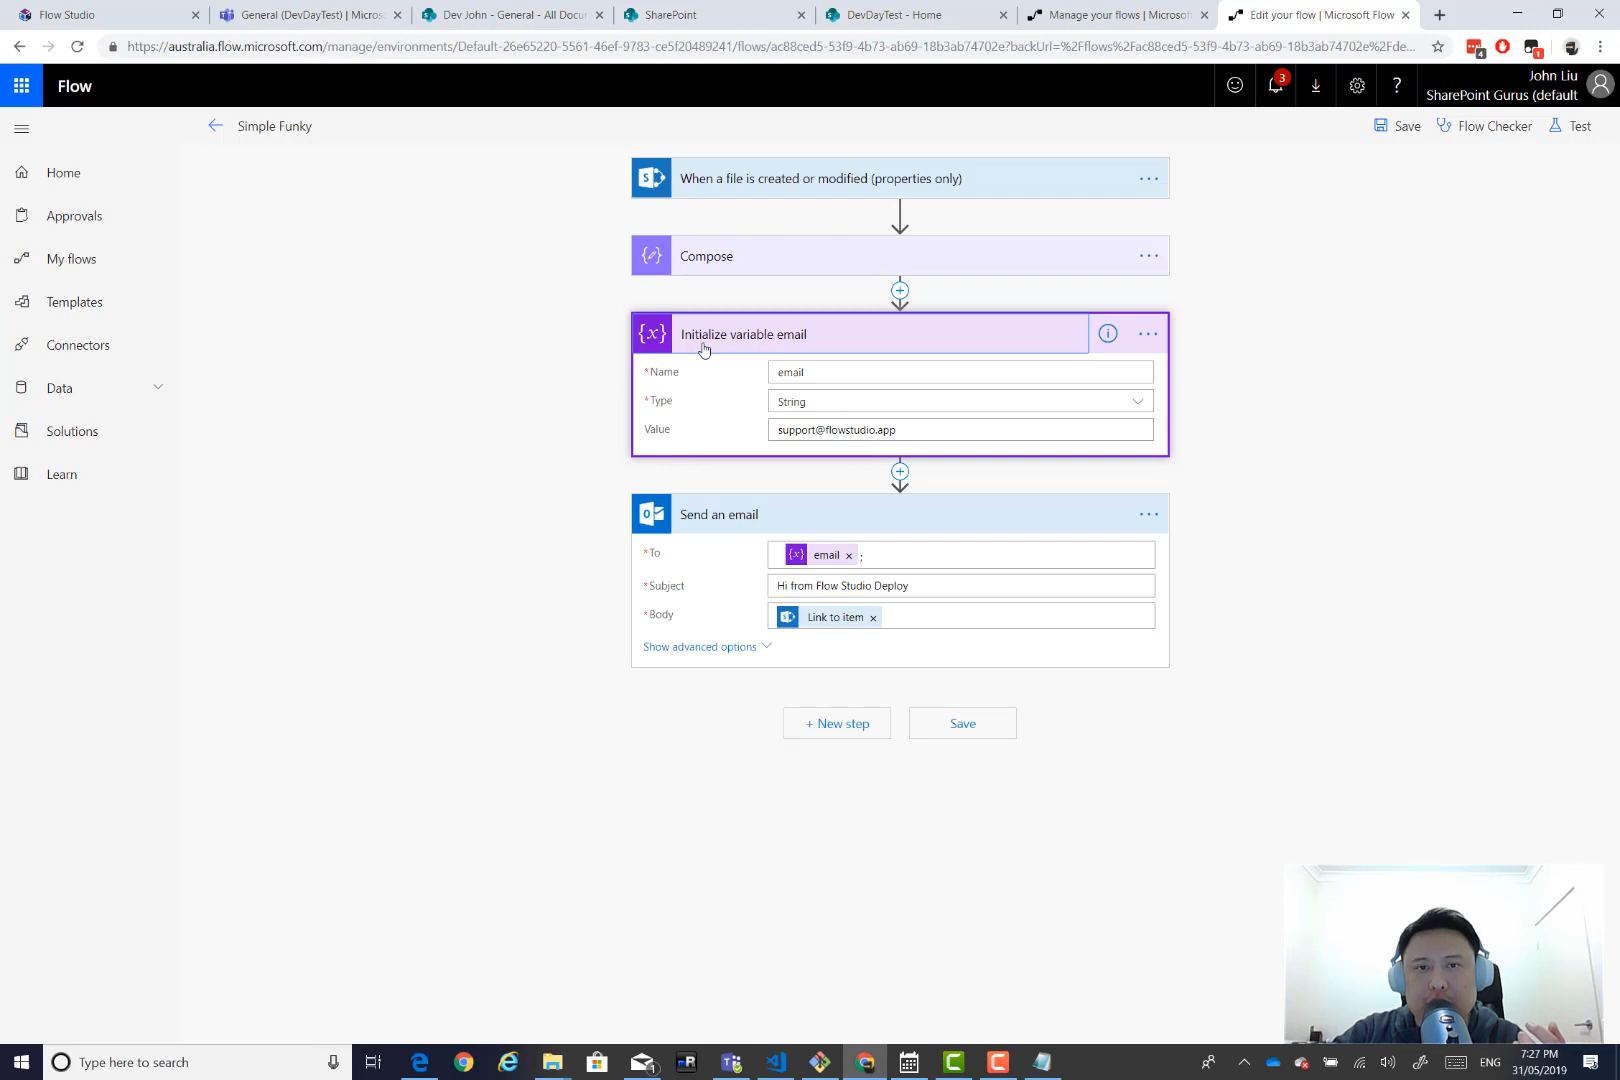 Flow Studio
General (DevDayTest) | Micros
Dev John - General - All Docu
SharePoint
DevDayTest - Home
Manage your flows | Microsoft
Edit your flow | Microsoft Flow
https://australia.flow.microsoft.com/manage/environments/Default-26e65220-5561-46ef-9783-ce5f20489241/flows/ac88ced5-53f9-4b73-ab69-18b3ab74702e?backUrl=%2Fflows%2Fac88ced5-53f9-4b73-ab69-18b3ab74702e%2Fde...
4
1
Flow
3
?
John Liu
SharePoint Gurus (default
Simple Funky
Save
Flow Checker
Test
Home
Approvals
My flows
Templates
Connectors
Data
Solutions
Learn
When a file is created or modified (properties only)
Compose
{x} Initialize variable email
*Name
email
*Type
String
Value
support@flowstudio.app
Send an email
*To
{x} email × ;
*Subject
Hi from Flow Studio Deploy
*Body
Link to item ×
Show advanced options
+ New step
Save
Type here to search
1
ENG
7:27 PM
31/05/2019